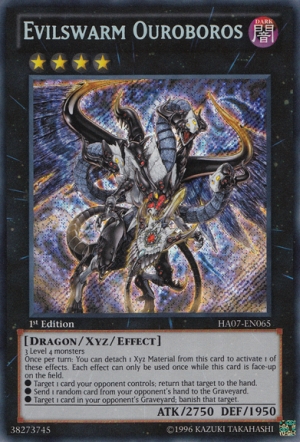 EVILSWARM OUROBOROS
DARK
闇
1st Edition
HA07-EN065
[DRAGON/XYZ/EFFECT]
3 Level 4 monsters
Once per turn: You can detach 1 Xyz Material from this card to activate 1 of
these effects. Each effect can only be used once while this card is face-up
on the field.
● Target 1 card your opponent controls; return that target to the hand.
● Send 1 random card from your opponent's hand to the Graveyard.
● Target 1 card in your opponent's Graveyard; banish that target.
ATK/2750 DEF/1950
38273745
©1996 KAZUKI TAKAHASHI